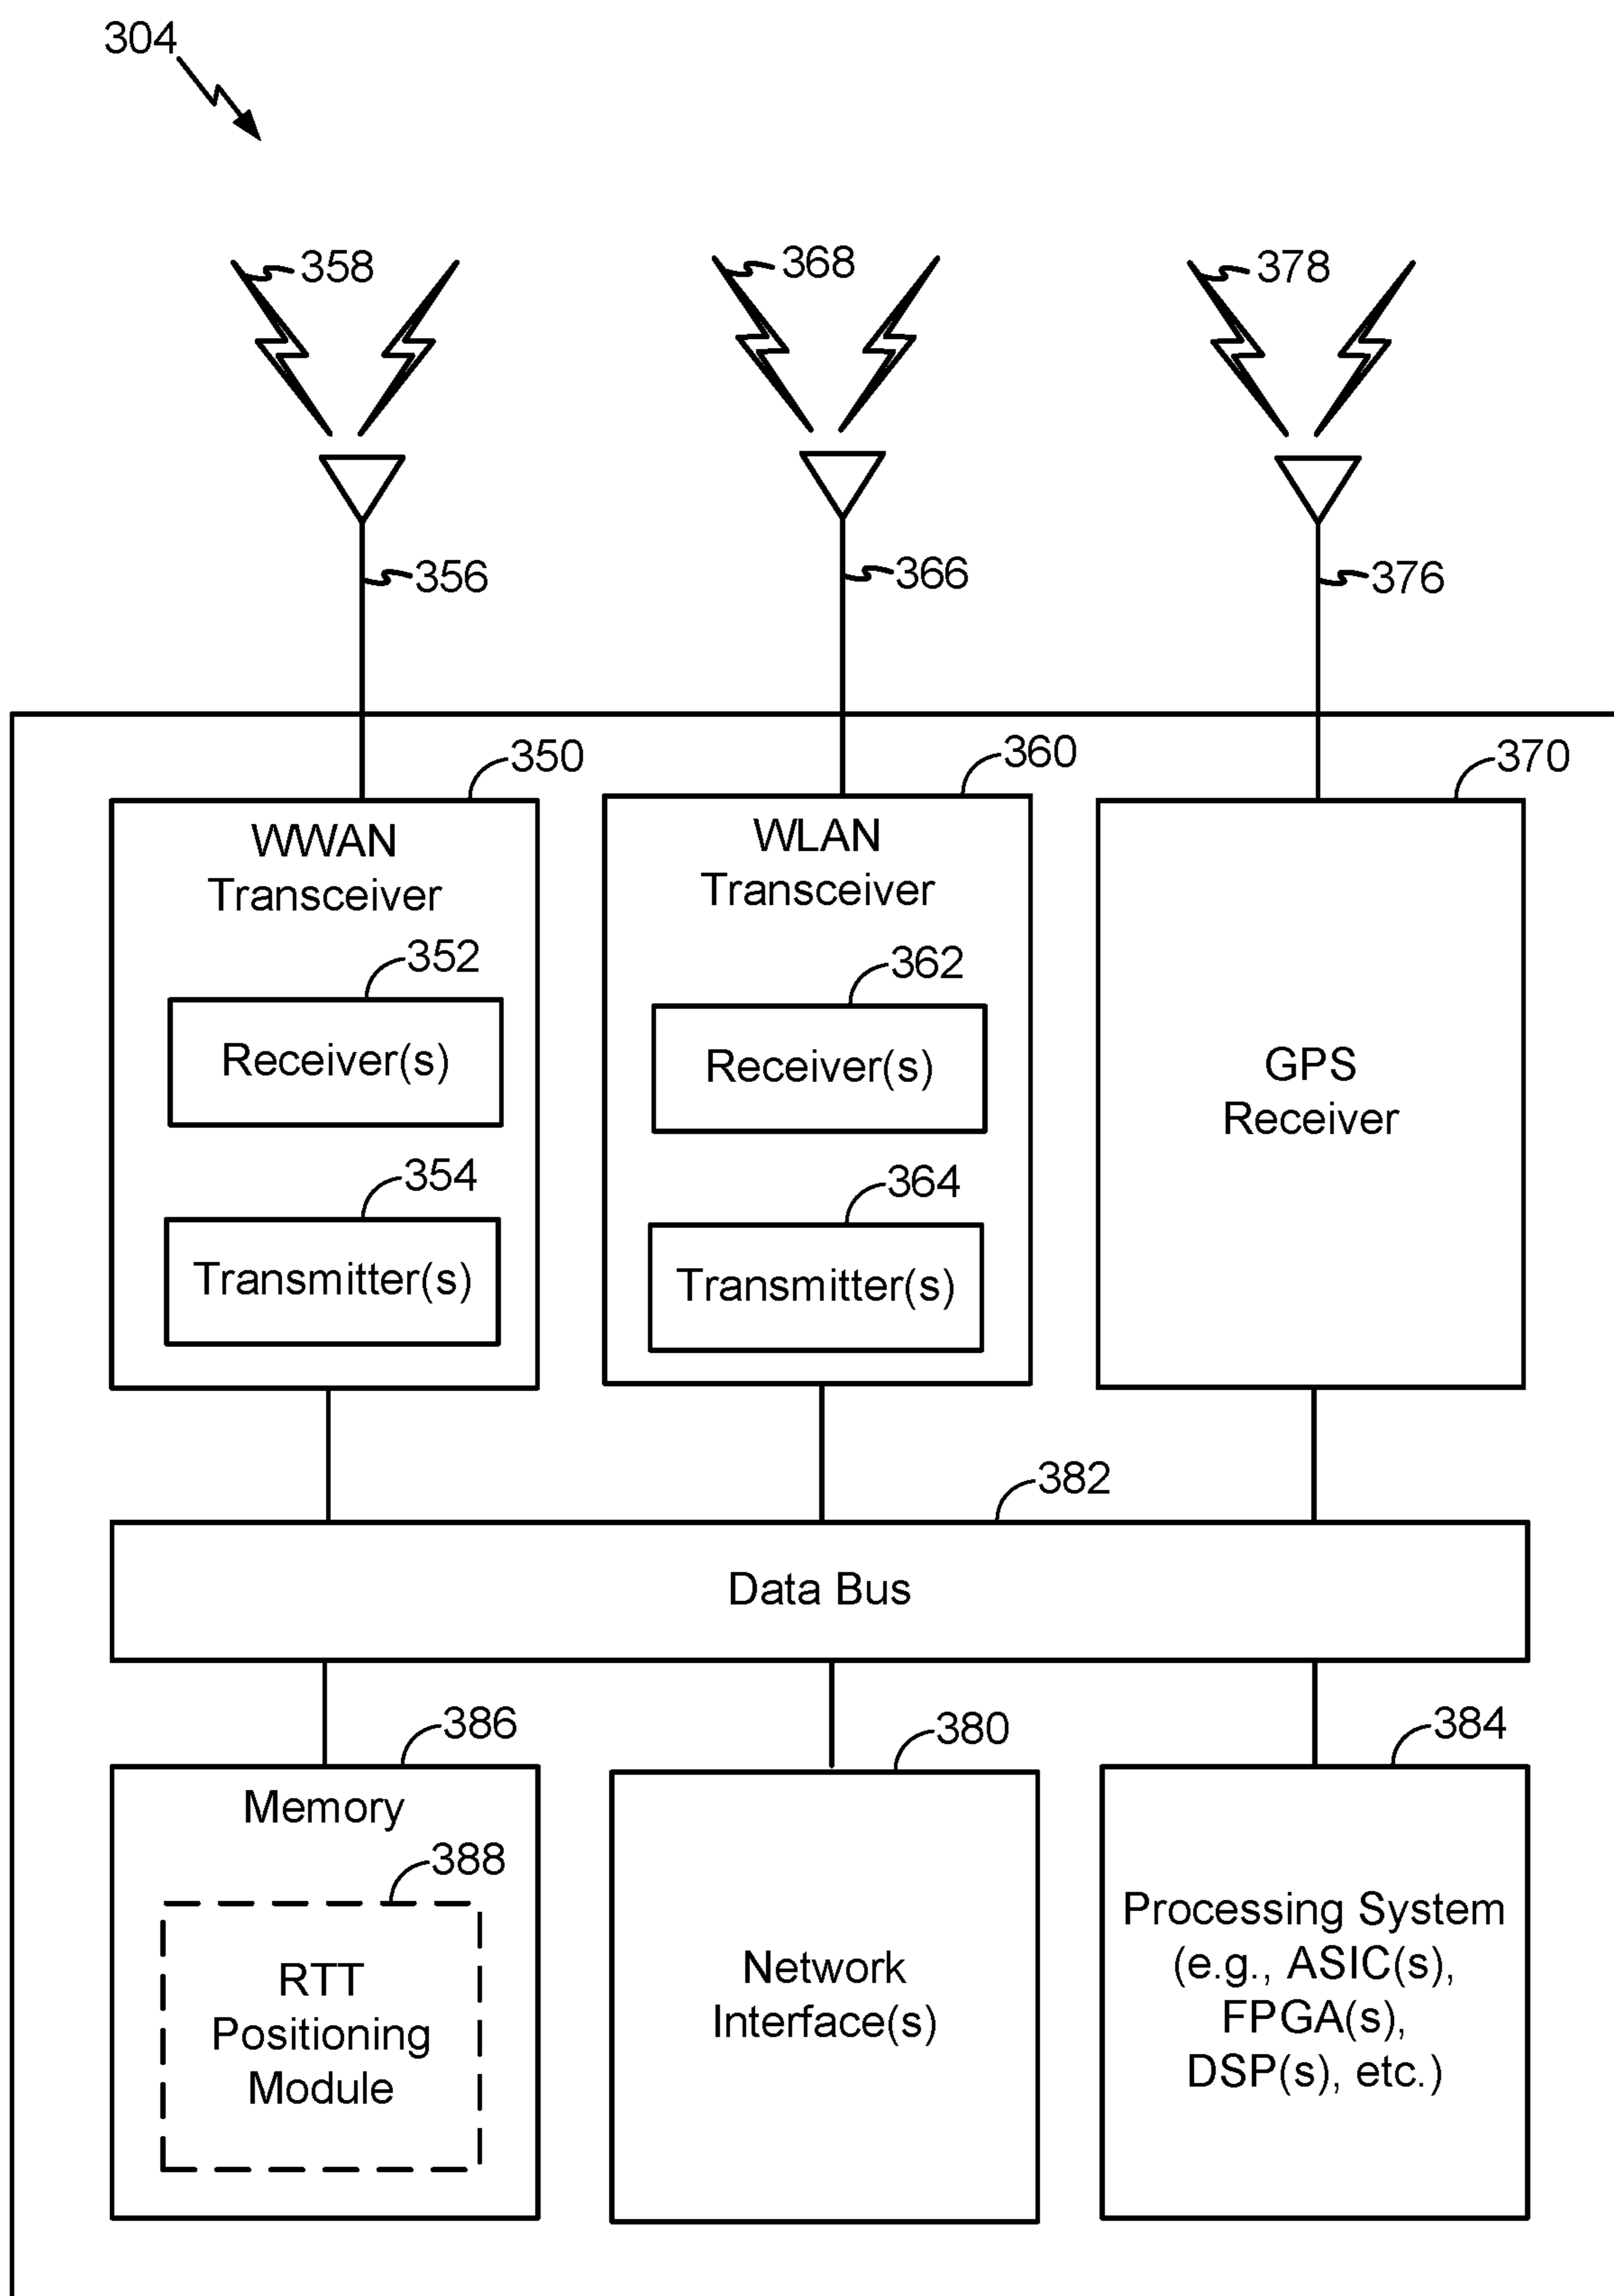 304
358
368
378
356
366
376
350
360
370
WWAN
Transceiver
WLAN
Transceiver
352
362
Receiver(s)
Receiver(s)
GPS
Receiver
354
364
Transmitter(s)
Transmitter(s)
382
Data Bus
386
380
384
Memory
388
RTT
Positioning
Module
Network
Interface(s)
Processing System
(e.g., ASIC(s),
FPGA(s),
DSP(s), etc.)